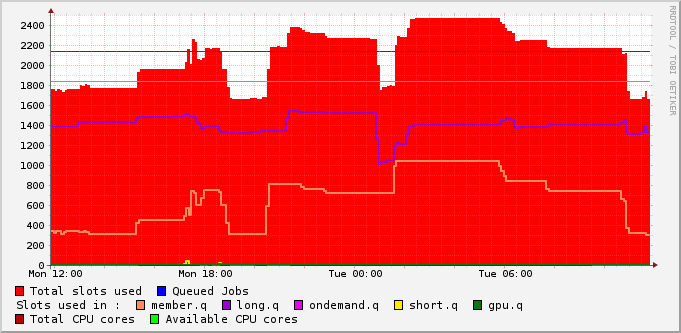 2400
2200
2000
1800
1600
1400
1200
1000
800
600
400
200
0
Mon 12:00 Mon 18:00 Tue 00:00 Tue 06:00
Total slots used Queued Jobs
Slots used in : member.q long.q ondemand.q short.q gpu.q
Total CPU cores Available CPU cores
RRDTOOL / TOBI OETIKER